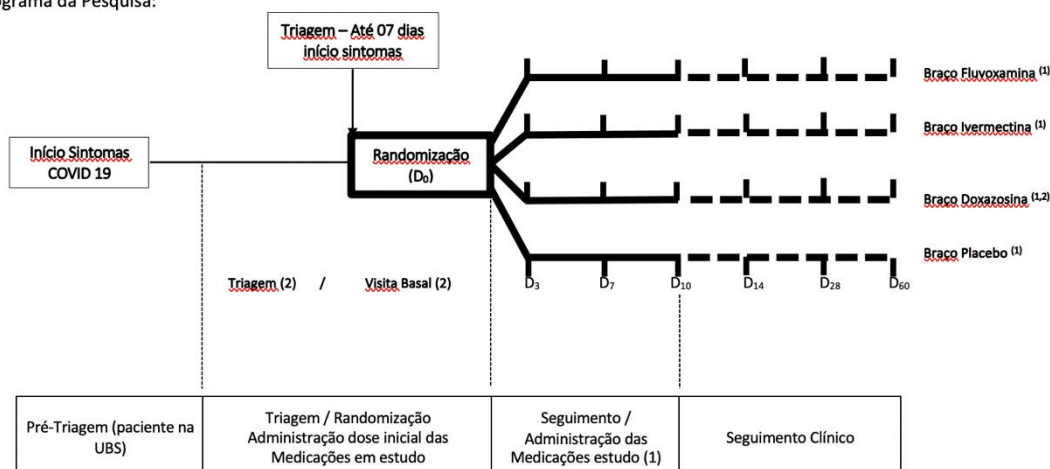 Triagem – Até 07 dias
início sintomas
Braço Fluvoxamina (1)
Braço Ivermectina (1)
Início Sintomas
COVID 19
Randomização
(D0)
Braço Doxazosina (1,2)
Braço Placebo (1)
Triagem (2) / Visita Basal (2)
D3 D7 D10 D14 D28 D60
Pré-Triagem (paciente na
UBS)
Triagem / Randomização
Administração dose inicial das
Medicações em estudo
Seguimento /
Administração das
Medicações estudo (1)
Seguimento Clínico